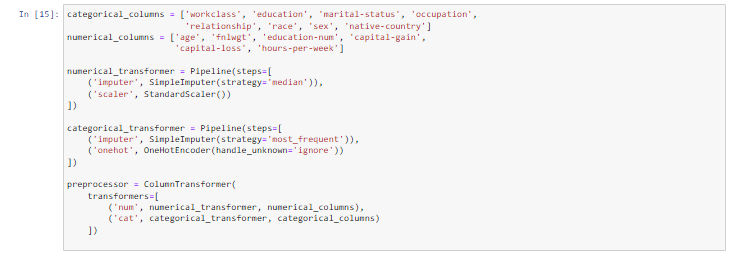 In [15]: categorical_columns = ['workclass', 'education', 'marital-status', 'occupation',
'relationship', 'race', 'sex', 'native-country']
numerical_columns = ['age', 'fnlwgt', 'education-num', 'capital-gain',
'capital-loss', 'hours-per-week']
numerical_transformer = Pipeline(steps=[
('imputer', SimpleImputer(strategy='median')),
('scaler', StandardScaler())
])
categorical_transformer = Pipeline(steps=[
('imputer', SimpleImputer(strategy='most_frequent')),
('onehot', OneHotEncoder(handle_unknown='ignore'))
])
preprocessor = ColumnTransformer(
transformers=[
('num', numerical_transformer, numerical_columns),
('cat', categorical_transformer, categorical_columns)
])